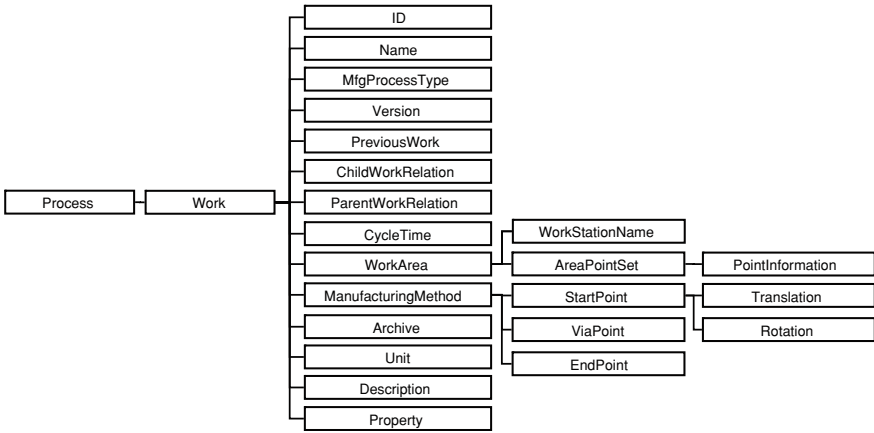 ID
Name
MfgProcessType
Version
PreviousWork
ChildWorkRelation
Process
Work
ParentWorkRelation
CycleTime
WorkStationName
WorkArea
AreaPointSet
PointInformation
ManufacturingMethod
StartPoint
Translation
Archive
ViaPoint
Rotation
Unit
EndPoint
Description
Property